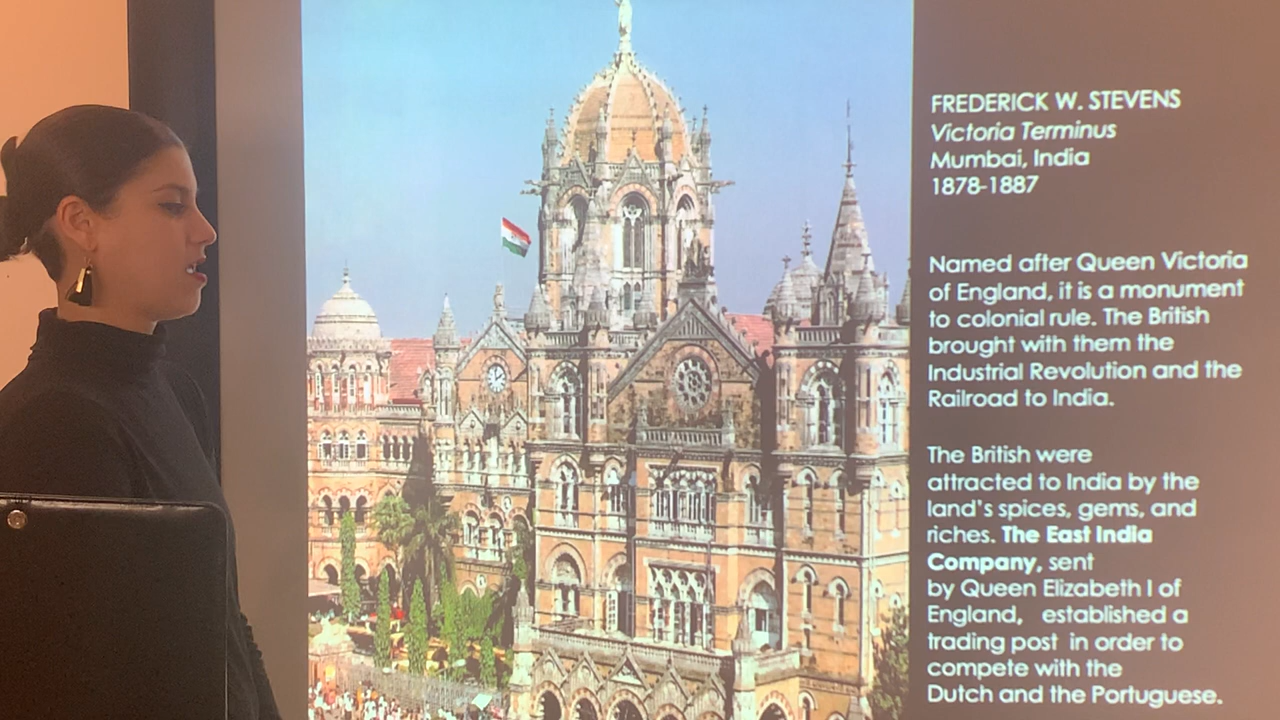 FREDERICK W. STEVENS
Victoria Terminus
Mumbai, India
1878-1887
Named after Queen Victoria
of England, it is a monument
to colonial rule. The British
brought with them the
Industrial Revolution and the
Railroad to India.
The British were
attracted to India by the
land's spices, gems, and
riches. The East India
Company, sent
by Queen Elizabeth I of
England, established a
trading post in order to
compete with the
Dutch and the Portuguese.